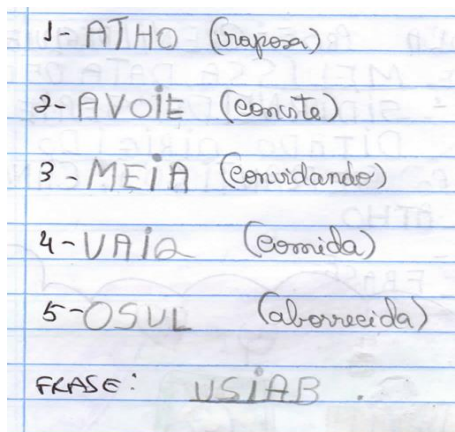 1- ATHO (raposa)
2- AVOIE (convite)
3 - MEIA (convidando)
4 - VAIA (comida)
5 - OSUL (aborrecida)
FRASE: USIAB.